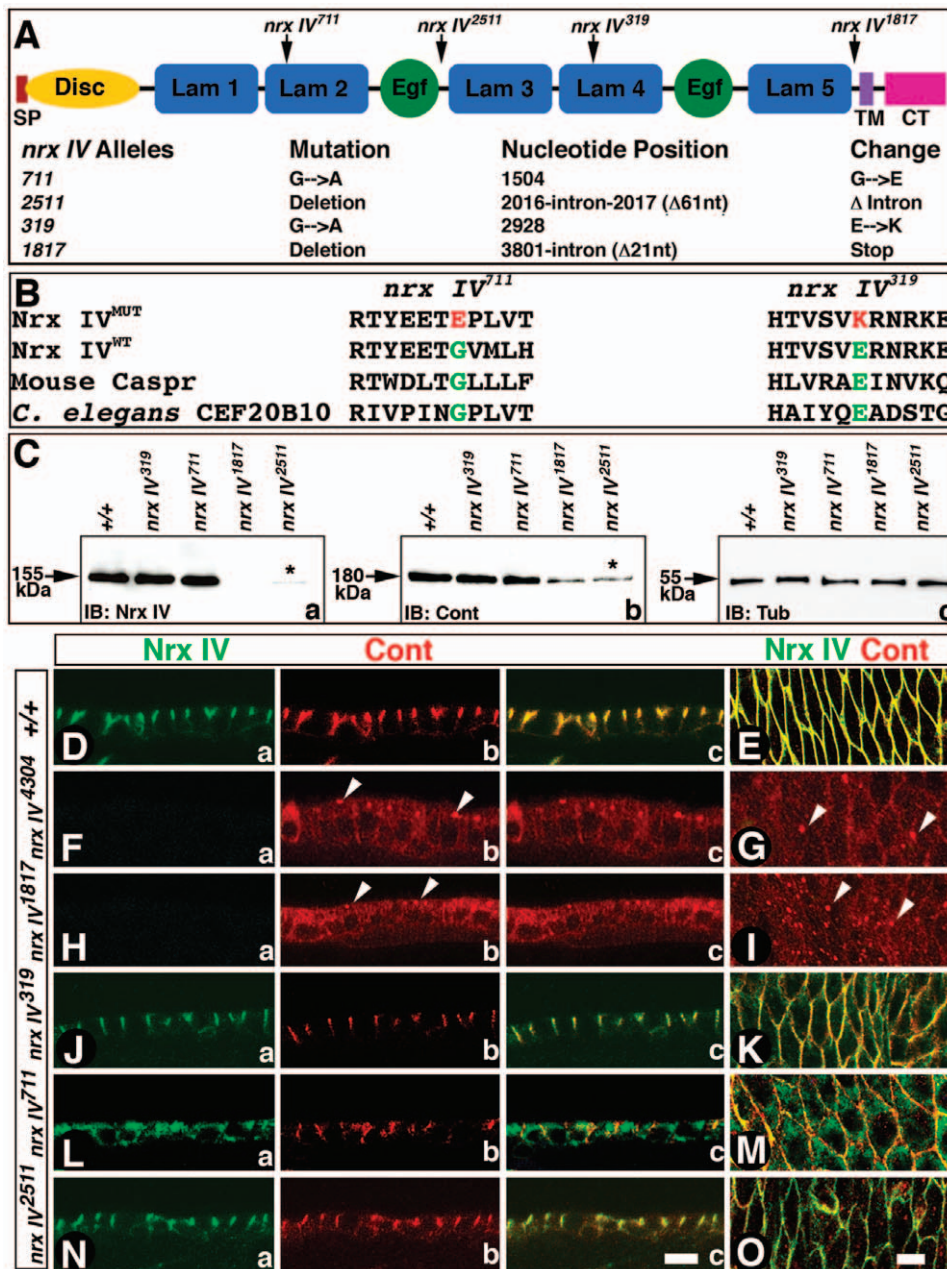 A
nrx IV711 nrx IV2511 nrx IV319 nrx IV1817
Disc Lam 1 Lam 2 Egf Lam 3 Lam 4 Egf Lam 5
SP TM CT
nrx IV Alleles Mutation Nucleotide Position Change
711 G-->A 1504 G-->E
2511 Deletion 2016-intron-2017 (Δ61nt) Δ Intron
319 G-->A 2928 E-->K
1817 Deletion 3801-intron (Δ21nt) Stop
B
nrx IV711 nrx IV319
Nrx IVMUT RTYEETEPLVT HTVSVKRNRKE
Nrx IVWT RTYEETGVMLH HTVSVERNRKE
Mouse Caspr RTWDLTGLLLF HLVRAEINVKQ
C. elegans CEF20B10 RIVPINGPLVT HAIYQEADSTG
C
+/+ nrx IV319 nrx IV711 nrx IV1817 nrx IV2511
+/+ nrx IV319 nrx IV711 nrx IV1817 nrx IV2511
+/+ nrx IV319 nrx IV711 nrx IV1817 nrx IV2511
155 kDa * IB: Nrx IV a
180 kDa * IB: Cont b
55 kDa IB: Tub c
Nrx IV Cont Nrx IV Cont
+/+ D a b c E
nrx IV4304 F a b c G
nrx IV1817 H a b c I
nrx IV319 J a b c K
nrx IV711 L a b c M
nrx IV2511 N a b c O